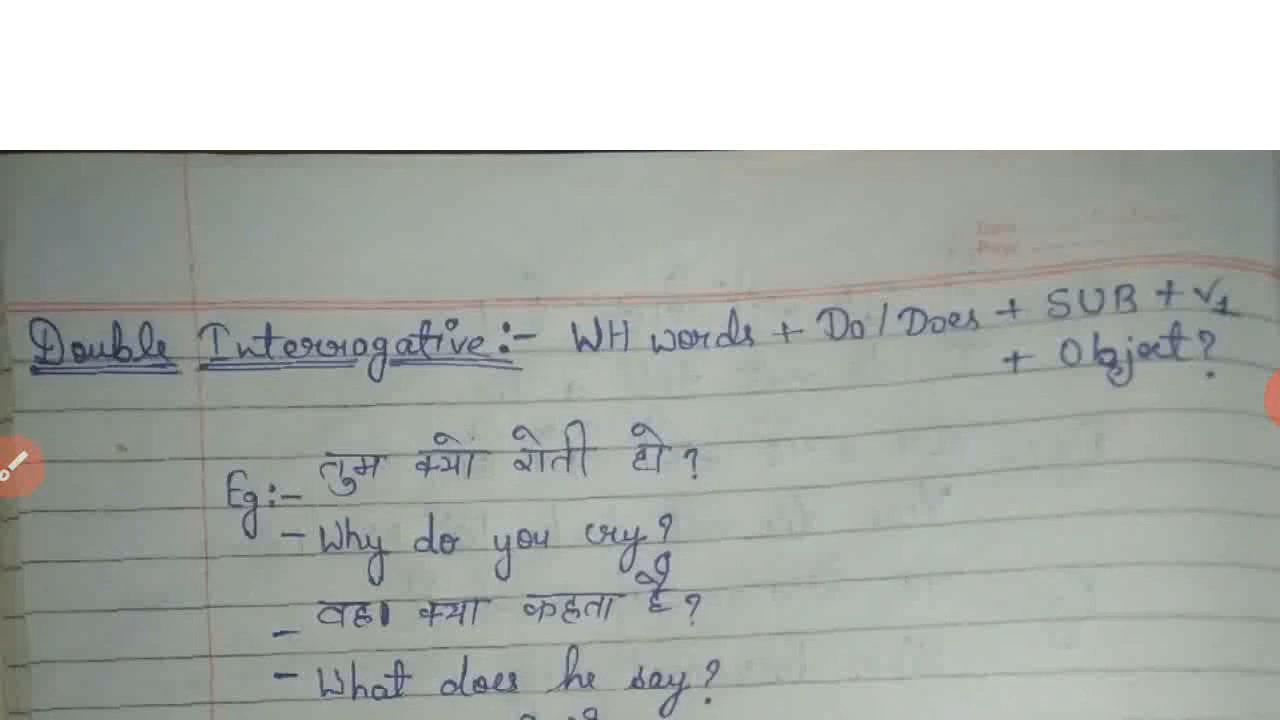 Double Interrogative:- WH words + Do/Does + SUB + V1
+ Object?
तुम क्यो रोती हो?
Eg:-
- Why do you cry?
- वह क्या कहता है?
- What does he say?